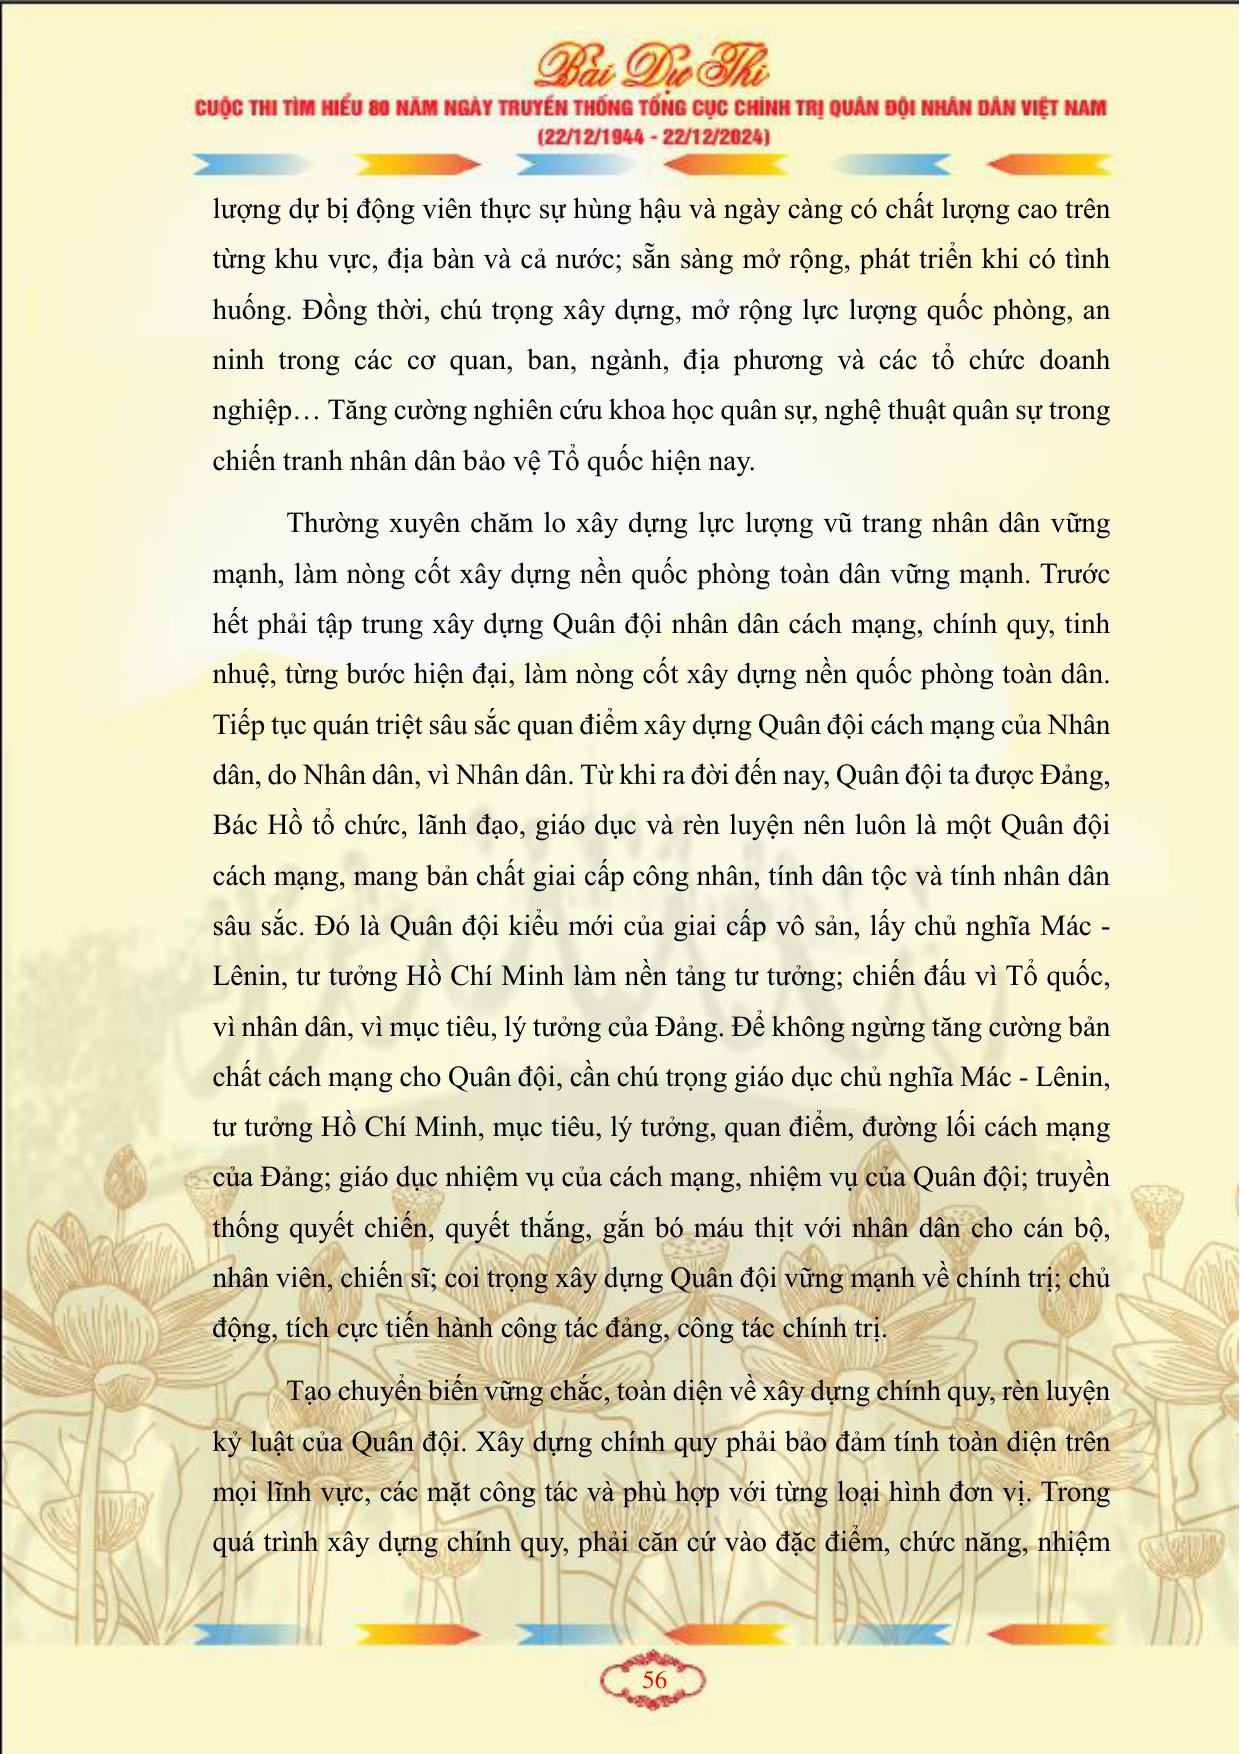 Bài Dự Thi
CUỘC THI TÌM HIỂU 80 NĂM NGÀY TRUYỀN THỐNG TỔNG CỤC CHÍNH TRỊ QUÂN ĐỘI NHÂN DÂN VIỆT NAM
(22/12/1944 - 22/12/2024)
lượng dự bị động viên thực sự hùng hậu và ngày càng có chất lượng cao trên
từng khu vực, địa bàn và cả nước; sẵn sàng mở rộng, phát triển khi có tình
huống. Đồng thời, chú trọng xây dựng, mở rộng lực lượng quốc phòng, an
ninh trong các cơ quan, ban, ngành, địa phương và các tổ chức doanh
nghiệp… Tăng cường nghiên cứu khoa học quân sự, nghệ thuật quân sự trong
chiến tranh nhân dân bảo vệ Tổ quốc hiện nay.
Thường xuyên chăm lo xây dựng lực lượng vũ trang nhân dân vững
mạnh, làm nòng cốt xây dựng nền quốc phòng toàn dân vững mạnh. Trước
hết phải tập trung xây dựng Quân đội nhân dân cách mạng, chính quy, tinh
nhuệ, từng bước hiện đại, làm nòng cốt xây dựng nền quốc phòng toàn dân.
Tiếp tục quán triệt sâu sắc quan điểm xây dựng Quân đội cách mạng của Nhân
dân, do Nhân dân, vì Nhân dân. Từ khi ra đời đến nay, Quân đội ta được Đảng,
Bác Hồ tổ chức, lãnh đạo, giáo dục và rèn luyện nên luôn là một Quân đội
cách mạng, mang bản chất giai cấp công nhân, tính dân tộc và tính nhân dân
sâu sắc. Đó là Quân đội kiểu mới của giai cấp vô sản, lấy chủ nghĩa Mác -
Lênin, tư tưởng Hồ Chí Minh làm nền tảng tư tưởng; chiến đấu vì Tổ quốc,
vì nhân dân, vì mục tiêu, lý tưởng của Đảng. Để không ngừng tăng cường bản
chất cách mạng cho Quân đội, cần chú trọng giáo dục chủ nghĩa Mác - Lênin,
tư tưởng Hồ Chí Minh, mục tiêu, lý tưởng, quan điểm, đường lối cách mạng
của Đảng; giáo dục nhiệm vụ của cách mạng, nhiệm vụ của Quân đội; truyền
thống quyết chiến, quyết thắng, gắn bó máu thịt với nhân dân cho cán bộ,
nhân viên, chiến sĩ; coi trọng xây dựng Quân đội vững mạnh về chính trị; chủ
động, tích cực tiến hành công tác đảng, công tác chính trị.
Tạo chuyển biến vững chắc, toàn diện về xây dựng chính quy, rèn luyện
kỷ luật của Quân đội. Xây dựng chính quy phải bảo đảm tính toàn diện trên
mọi lĩnh vực, các mặt công tác và phù hợp với từng loại hình đơn vị. Trong
quá trình xây dựng chính quy, phải căn cứ vào đặc điểm, chức năng, nhiệm
56